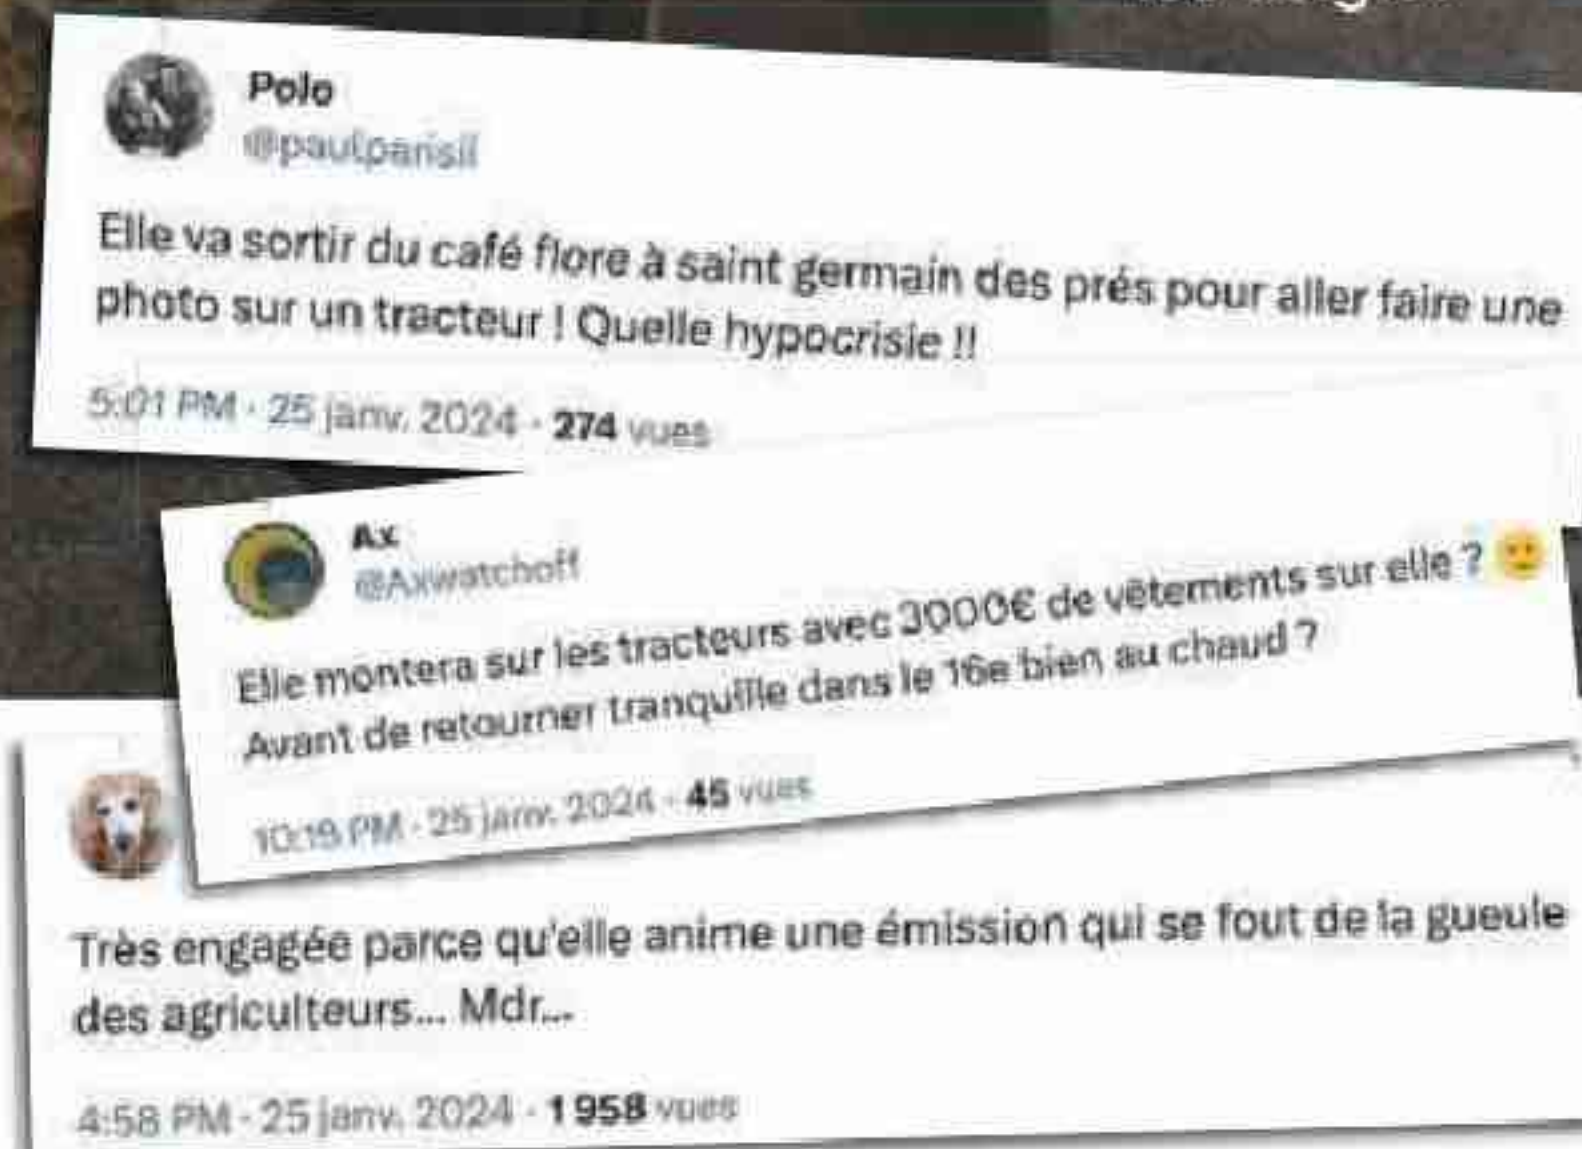 Polo
@paulparisil
Elle va sortir du café flore à saint germain des prés pour aller faire une
photo sur un tracteur ! Quelle hypocrisie !!
5:01 PM · 25 janv. 2024 · 274 vues
Ax
@Axwatchoff
Elle montera sur les tracteurs avec 3000€ de vêtements sur elle ? 🙂
Avant de retourner tranquille dans le 16e bien au chaud ?
10:19 PM · 25 janv. 2024 · 45 vues
Très engagée parce qu'elle anime une émission qui se fout de la gueule
des agriculteurs... Mdr...
4:58 PM · 25 janv. 2024 · 1 958 vues